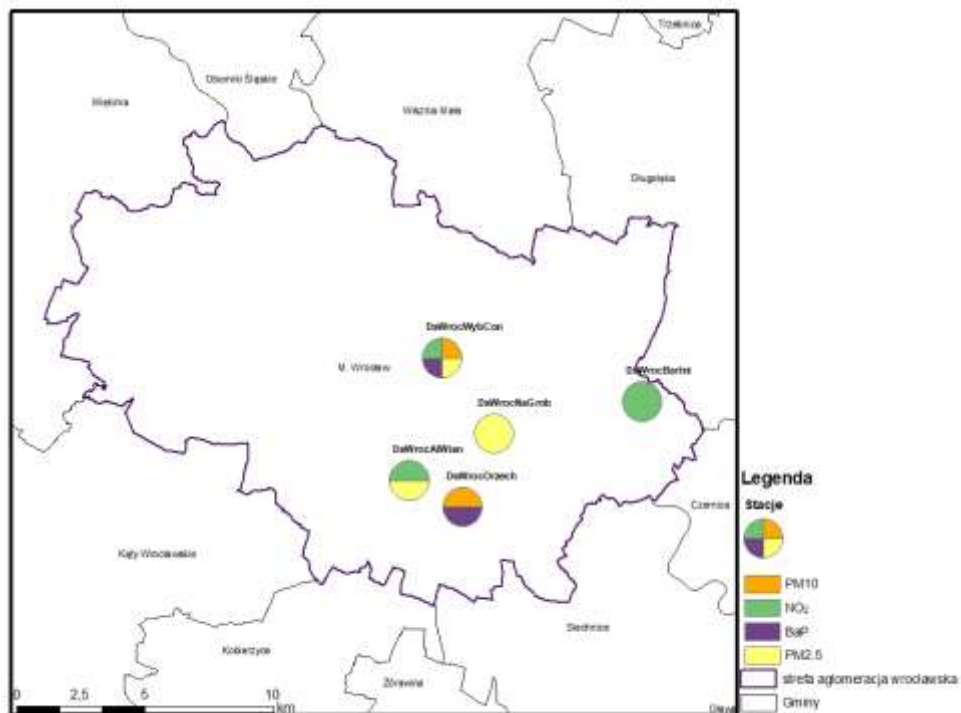 Trzebnica
Oborniki Śląskie
Miękinia
Wisznia Mała
Długołęka
DsWrocWybCon
M. Wrocław
DsWrocBartni
DsWrocNaGrob
DsWrocAlWisn
DsWrocOrzech
Czernica
Kąty Wrocławskie
Siechnice
Kobierzyce
Żórawina
0 2,5 5 10
km
Legenda
Stacje
PM10
NO₂
BaP
PM2.5
strefa aglomeracja wrocławska
Gminy